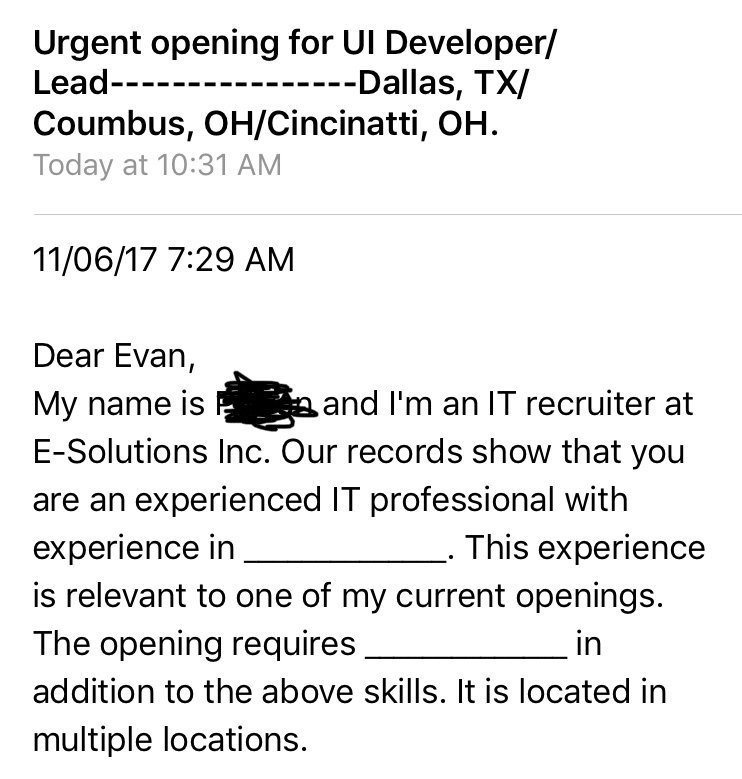 Urgent opening for UI Developer/
Lead----------------Dallas, TX/
Coumbus, OH/Cincinatti, OH.
Today at 10:31 AM
11/06/17 7:29 AM
Dear Evan,
My name is and I'm an IT recruiter at
E-Solutions Inc. Our records show that you
are an experienced IT professional with
experience in ____________. This experience
is relevant to one of my current openings.
The opening requires ____________ in
addition to the above skills. It is located in
multiple locations.